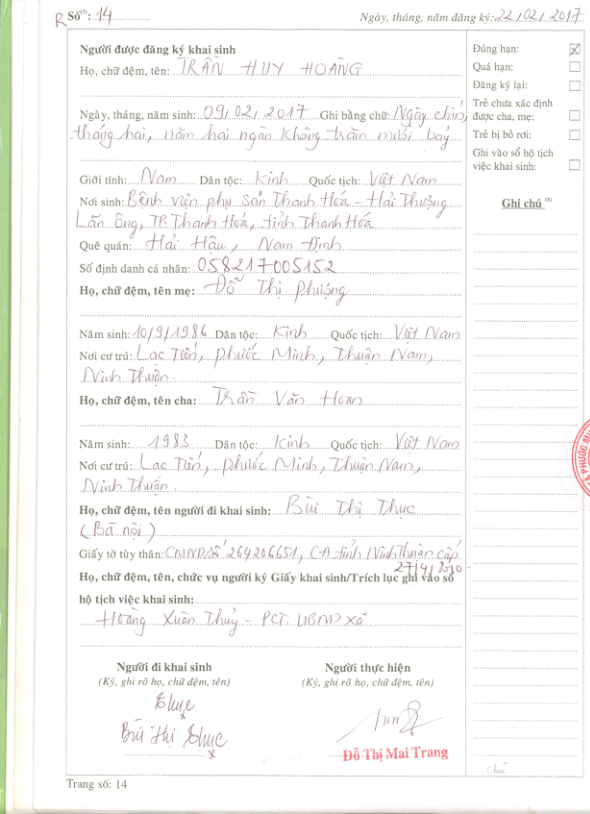 R Số⁽⁵⁾: 14 Ngày, tháng, năm đăng ký: 22/02/2017
Người được đăng ký khai sinh
Họ, chữ đệm, tên: TRẦN HUY HOÀNG
Ngày, tháng, năm sinh: 09/02/2017 Ghi bằng chữ: Ngày chín,
tháng hai, năm hai ngàn không trăm mười bảy
Giới tính: Nam Dân tộc: Kinh Quốc tịch: Việt Nam
Nơi sinh: Bệnh viện phụ sản Thanh Hoá - Hải Thượng
Lãn Ông, TP. Thanh Hoá, tỉnh Thanh Hoá
Quê quán: Hải Hậu, Nam Định
Số định danh cá nhân: 058217005152
Họ, chữ đệm, tên mẹ: Đỗ Thị Phượng
Năm sinh: 10/9/1986 Dân tộc: Kinh Quốc tịch: Việt Nam
Nơi cư trú: Lạc Tiến, Phước Minh, Thuận Nam,
Ninh Thuận.
Họ, chữ đệm, tên cha: Trần Văn Hoan
Năm sinh: 1983 Dân tộc: Kinh Quốc tịch: Việt Nam
Nơi cư trú: Lạc Tiến, Phước Minh, Thuận Nam,
Ninh Thuận.
Họ, chữ đệm, tên người đi khai sinh: Bùi Thị Thục
(Bà nội)
Giấy tờ tùy thân: CMND số 264206651, CA tỉnh Ninh Thuận cấp
27/4/2010
Họ, chữ đệm, tên, chức vụ người ký Giấy khai sinh/Trích lục ghi vào sổ
hộ tịch việc khai sinh:
Hoàng Xuân Thuỷ - PCT. UBND xã
Người đi khai sinh
(Ký, ghi rõ họ, chữ đệm, tên)
Thục
Bùi Thị Thục
Người thực hiện
(Ký, ghi rõ họ, chữ đệm, tên)
Đỗ Thị Mai Trang
Trang số: 14
Đúng hạn: X
Quá hạn:
Đăng ký lại:
Trẻ chưa xác định
được cha, mẹ:
Trẻ bị bỏ rơi:
Ghi vào sổ hộ tịch
việc khai sinh:
Ghi chú ⁽⁶⁾
PHƯỚC